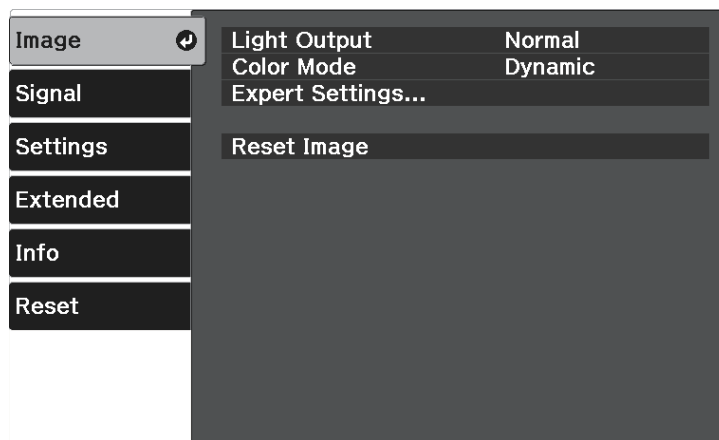 Image
Signal
Settings
Extended
Info
Reset
Light Output Normal
Color Mode Dynamic
Expert Settings...
Reset Image